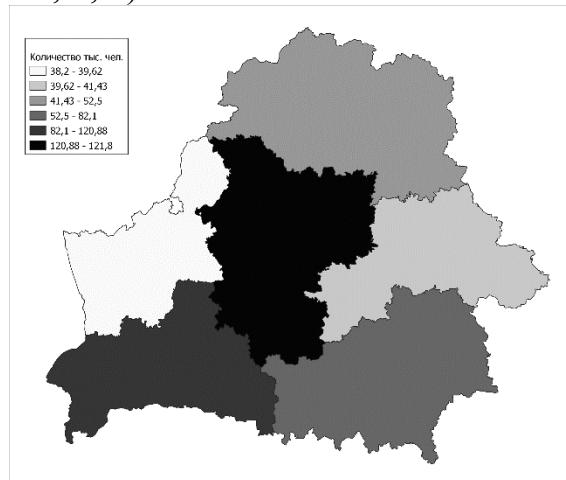 Количество тыс. чел.
38,2 - 39,62
39,62 - 41,43
41,43 - 52,5
52,5 - 82,1
82,1 - 120,88
120,88 - 121,8